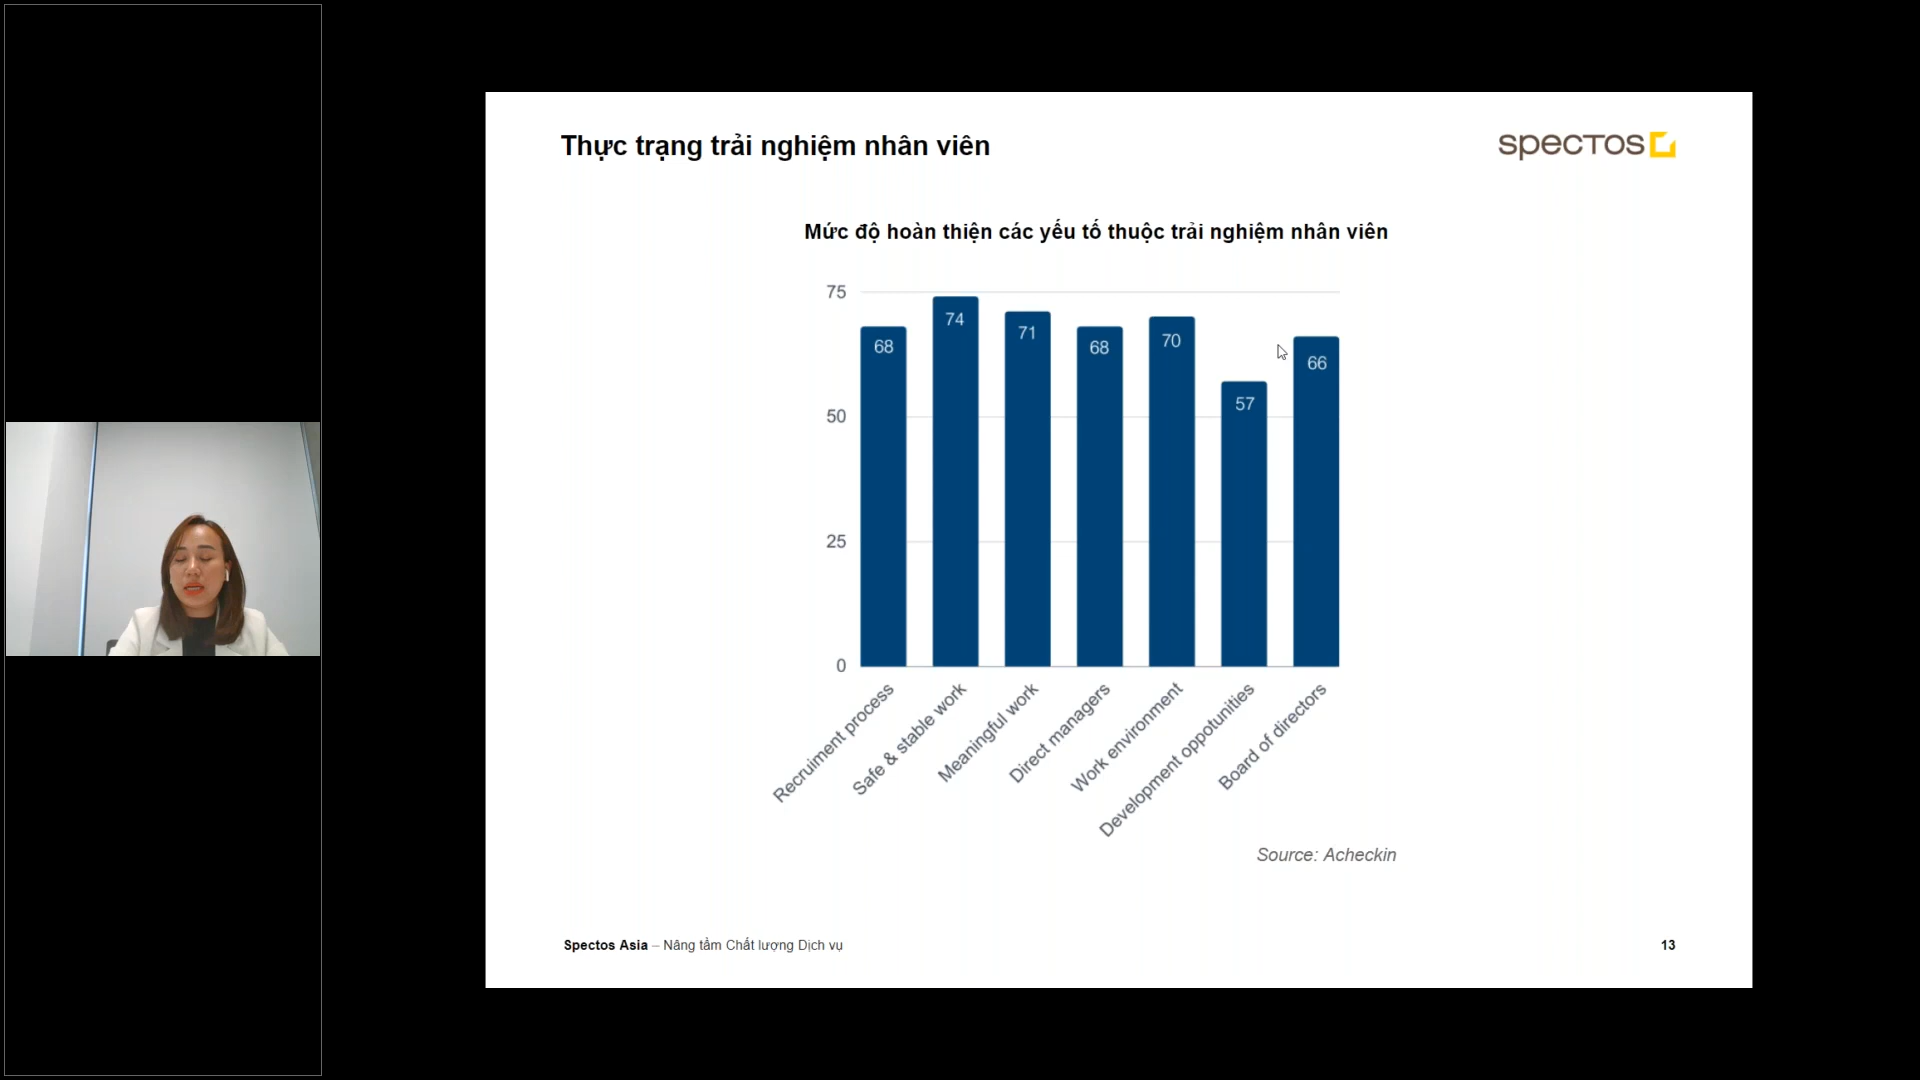 Thực trạng trải nghiệm nhân viên
specTos
Mức độ hoàn thiện các yếu tố thuộc trải nghiệm nhân viên
75
50
25
0
68
74
71
68
70
57
66
Recruiment process
Safe & stable work
Meaningful work
Direct managers
Work environment
Development oppotunities
Board of directors
Source: Acheckin
Spectos Asia – Nâng tầm Chất lượng Dịch vụ
13